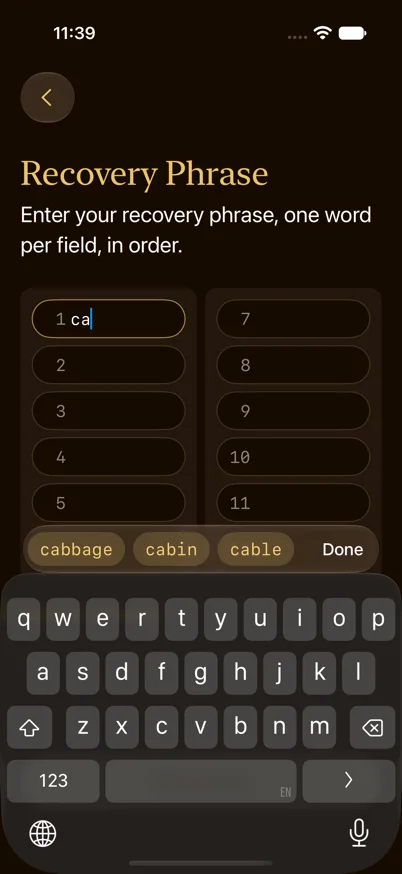 11:39
Recovery Phrase
Enter your recovery phrase, one word
per field, in order.
1 ca
7
2
8
3
9
4
10
5
11
cabbage cabin cable Done
q w e r t y u i o p
a s d f g h j k l
z x c v b n m
123
EN